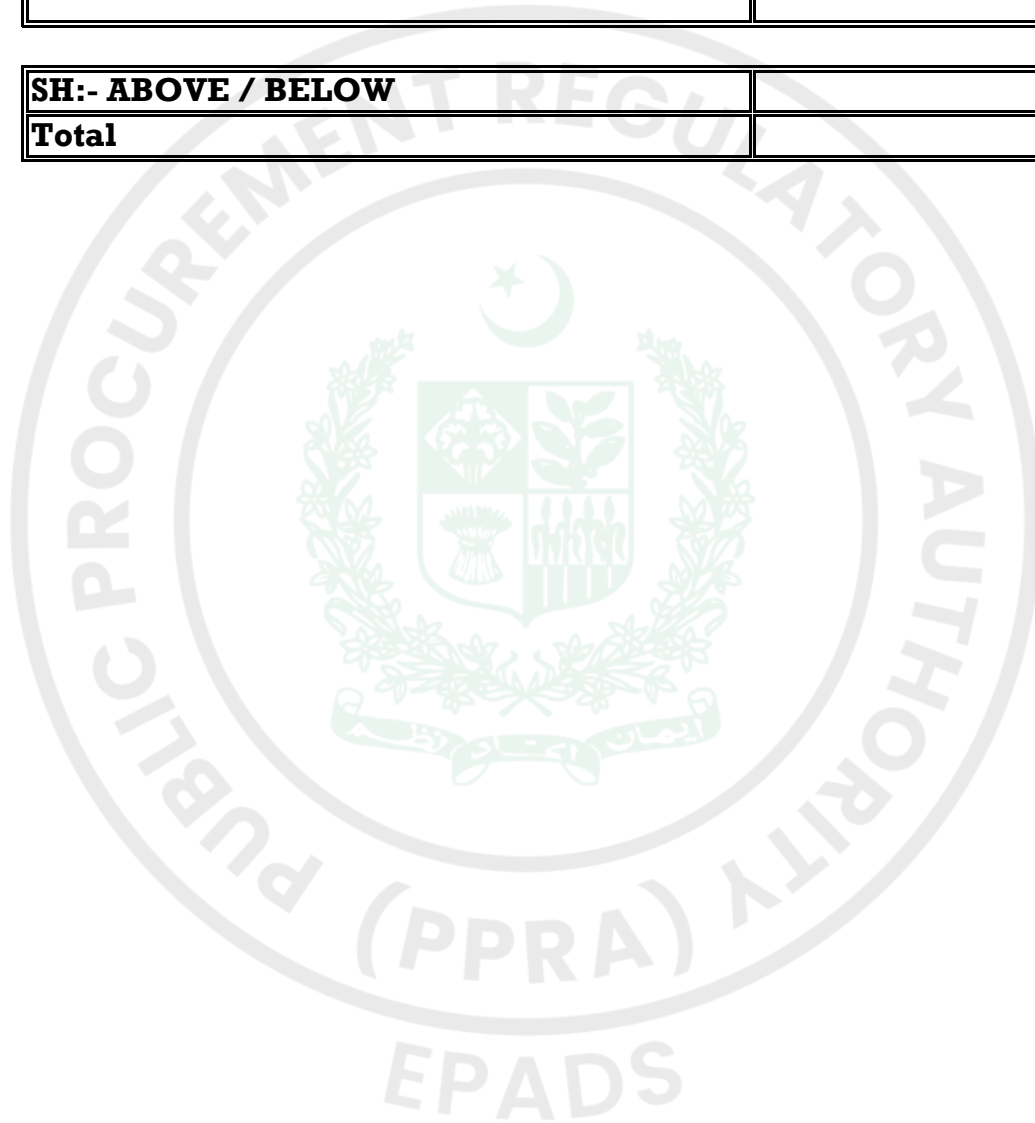 SH:- ABOVE / BELOW
Total
PUBLIC PROCUREMENT REGULATORY AUTHORITY
(PPRA)
EPADS